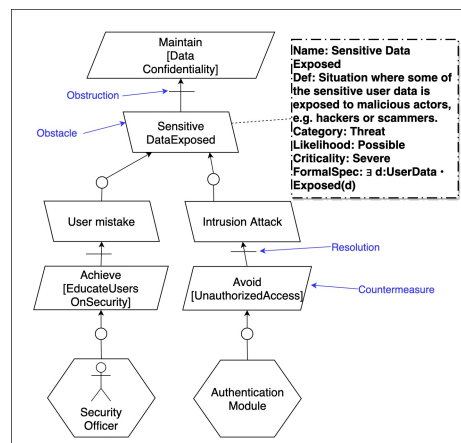 Maintain
[Data
Confidentiality]
Obstruction
Obstacle
Sensitive
DataExposed
Name: Sensitive Data
Exposed
Def: Situation where some of
the sensitive user data is
exposed to malicious actors,
e.g. hackers or scammers.
Category: Threat
Likelihood: Possible
Criticality: Severe
FormalSpec: ∃ d:UserData ·
Exposed(d)
User mistake
Intrusion Attack
Resolution
Achieve
[EducateUsers
OnSecurity]
Avoid
[UnauthorizedAccess]
Countermeasure
Security
Officer
Authentication
Module